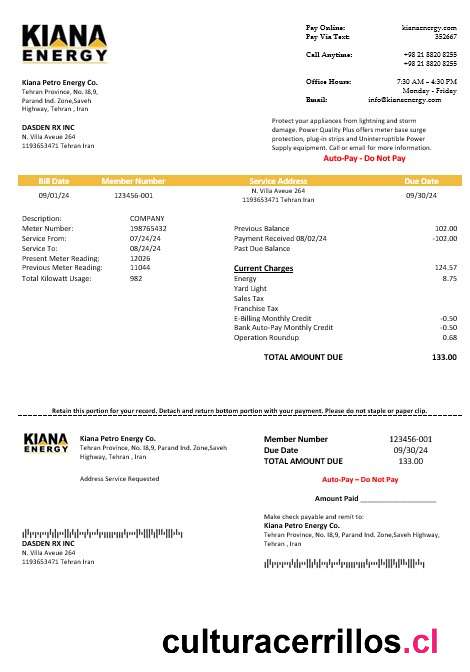 KIANA
ENERGY
Pay Online: kianaenergy.com
Pay Via Text: 352667
Call Anytime: +98 21 8820 8255
+98 21 8820 8255
Office Hours: 7:30 AM – 4:30 PM
Monday - Friday
Email: info@kianaenergy.com
Kiana Petro Energy Co.
Tehran Province, No. I8,9,
Parand Ind. Zone,Saveh
Highway, Tehran , Iran
DASDEN RX INC
N. Villa Aveue 264
1193653471 Tehran Iran
Protect your appliances from lightning and storm
damage. Power Quality Plus offers meter base surge
protection, plug-in strips and Uninterruptible Power
Supply equipment. Call or email for more information.
Auto-Pay - Do Not Pay
Bill Date Member Number Service Address Due Date
09/01/24 123456-001 N. Villa Aveue 264 09/30/24
1193653471 Tehran Iran
Description: COMPANY
Meter Number: 198765432
Service From: 07/24/24
Service To: 08/24/24
Present Meter Reading: 12026
Previous Meter Reading: 11044
Total Kilowatt Usage: 982
Previous Balance 102.00
Payment Received 08/02/24 -102.00
Past Due Balance
Current Charges 124.57
Energy 8.75
Yard Light
Sales Tax
Franchise Tax
E-Billing Monthly Credit -0.50
Bank Auto-Pay Monthly Credit -0.50
Operation Roundup 0.68
TOTAL AMOUNT DUE 133.00
Retain this portion for your record. Detach and return bottom portion with your payment. Please do not staple or paper clip.
KIANA
ENERGY
Kiana Petro Energy Co.
Tehran Province, No. I8,9, Parand Ind. Zone,Saveh
Highway, Tehran , Iran
Address Service Requested
Member Number 123456-001
Due Date 09/30/24
TOTAL AMOUNT DUE 133.00
Auto-Pay – Do Not Pay
Amount Paid
Make check payable and remit to:
Kiana Petro Energy Co.
Tehran Province, No. I8,9, Parand Ind. Zone,Saveh Highway,
Tehran , Iran
DASDEN RX INC
N. Villa Aveue 264
1193653471 Tehran Iran
culturacerrillos.cl